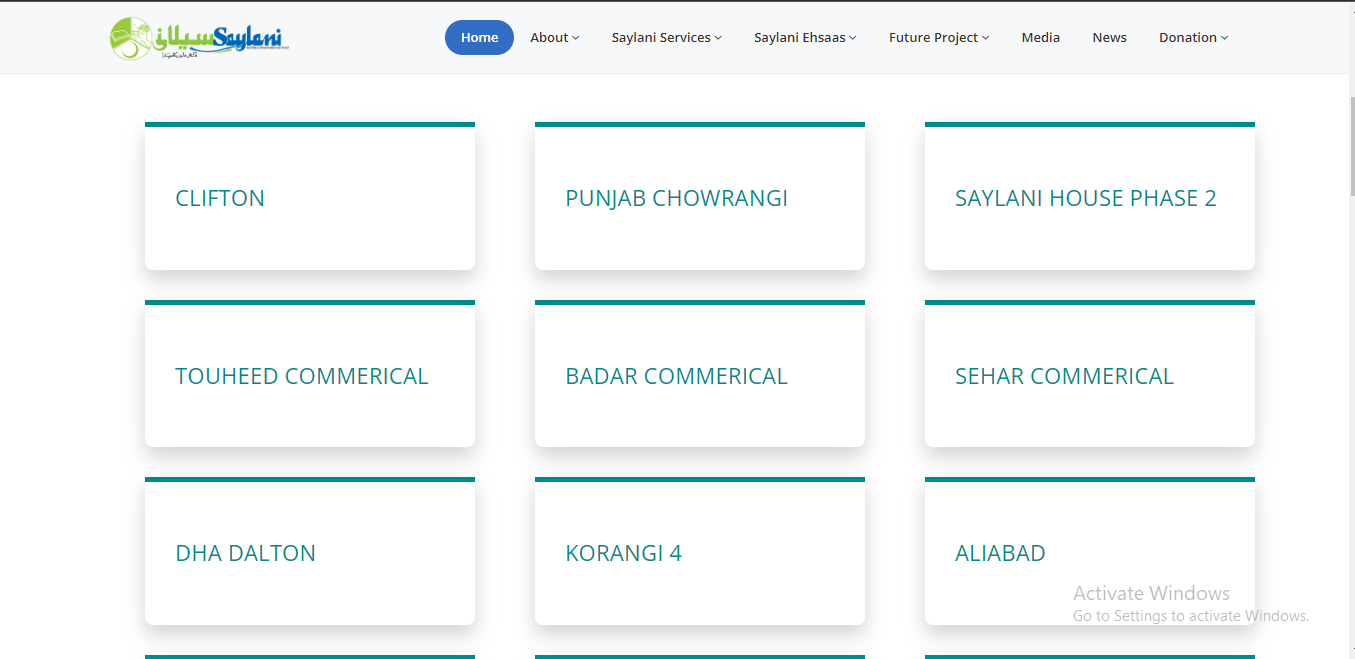 سیلانی Saylani
Home About Saylani Services Saylani Ehsaas Future Project Media News Donation
CLIFTON PUNJAB CHOWRANGI SAYLANI HOUSE PHASE 2
TOUHEED COMMERICAL BADAR COMMERICAL SEHAR COMMERICAL
DHA DALTON KORANGI 4 ALIABAD
Activate Windows
Go to Settings to activate Windows.